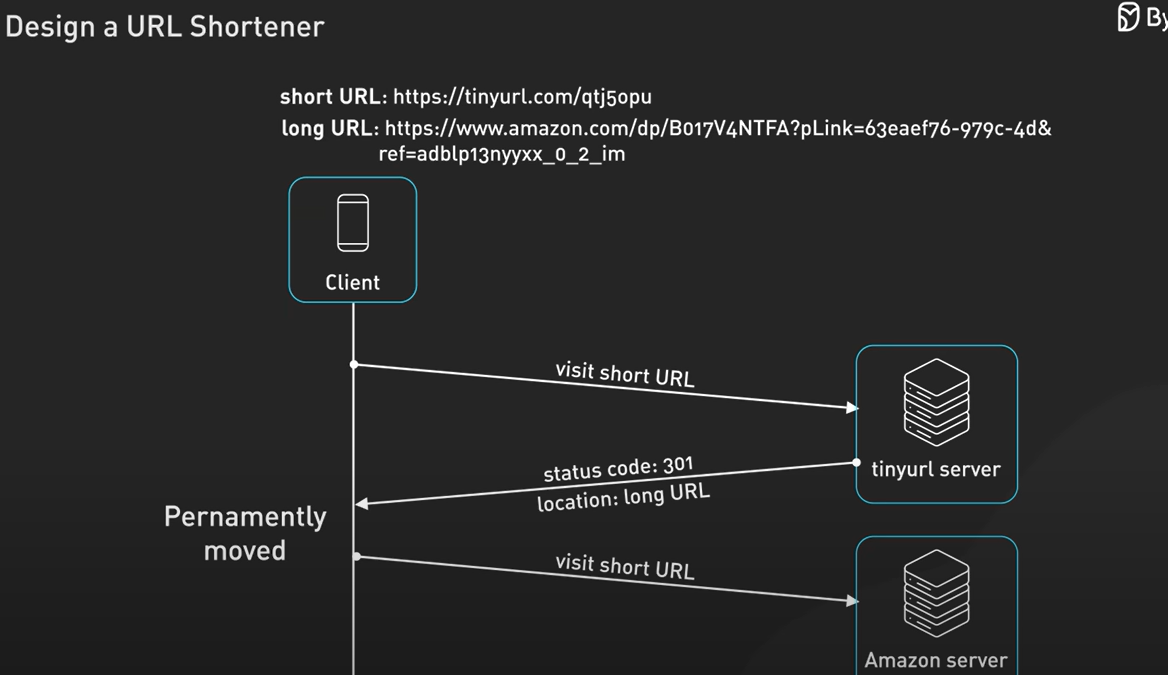 Design a URL Shortener
By
short URL: https://tinyurl.com/qtj5opu
long URL: https://www.amazon.com/dp/B017V4NTFA?pLink=63eaef76-979c-4d&
ref=adblp13nyyxx_0_2_im
Client
visit short URL
tinyurl server
status code: 301
location: long URL
Pernamently
moved
visit short URL
Amazon server